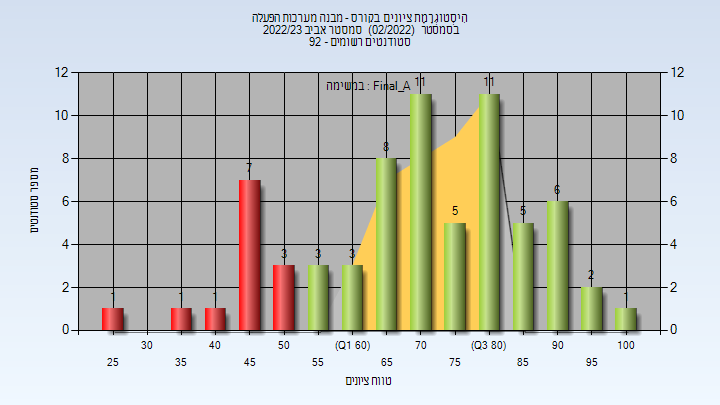 היסטוגרמת ציונים בקורס - מבנה מערכות הפעלה
בסמסטר (02/2022) סמסטר אביב 2022/23
סטודנטים רשומים - 92
במשימה : Final_A
12 12
10 10
8 8
6 6
4 4
2 2
0 0
מספר סטודנטים
1 1 1 7 3 3 3 8 11 5 11 5 6 2 1
30 40 50 (Q1 60) 70 (Q3 80) 90 100
25 35 45 55 65 75 85 95
טווח ציונים